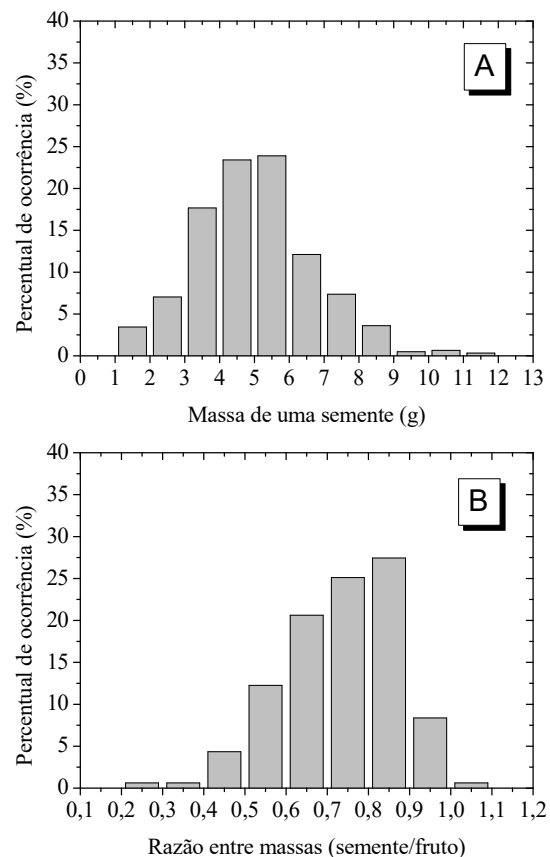 40
35
30
25
20
15
10
5
0
Percentual de ocorrência (%)
A
0 1 2 3 4 5 6 7 8 9 10 11 12 13
Massa de uma semente (g)
40
35
30
25
20
15
10
5
0
Percentual de ocorrência (%)
B
0,1 0,2 0,3 0,4 0,5 0,6 0,7 0,8 0,9 1,0 1,1 1,2
Razão entre massas (semente/fruto)